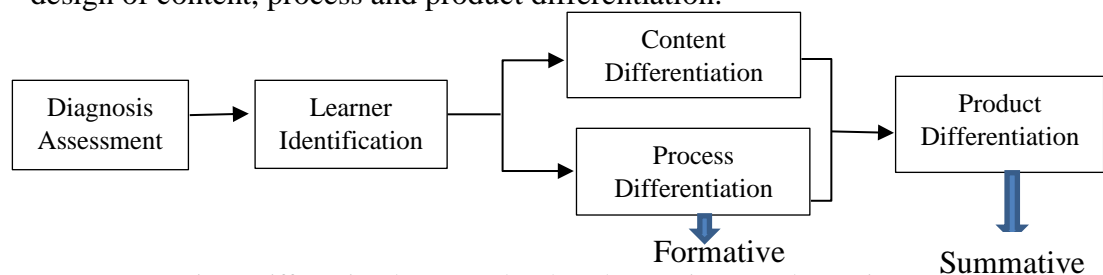 design of content, process and product differentiation.
Diagnosis
Assessment
Learner
Identification
Content
Differentiation
Process
Differentiation
Product
Differentiation
Formative
Summative